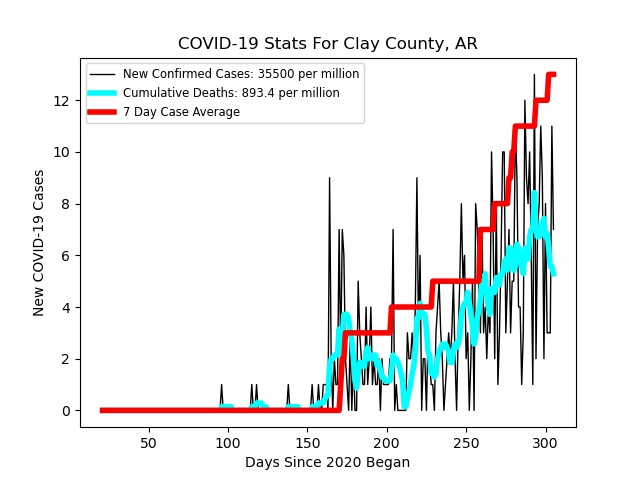 COVID-19 Stats For Clay County, AR
New Confirmed Cases: 35500 per million
Cumulative Deaths: 893.4 per million
7 Day Case Average
New COVID-19 Cases
12
10
8
6
4
2
0
50 100 150 200 250 300
Days Since 2020 Began